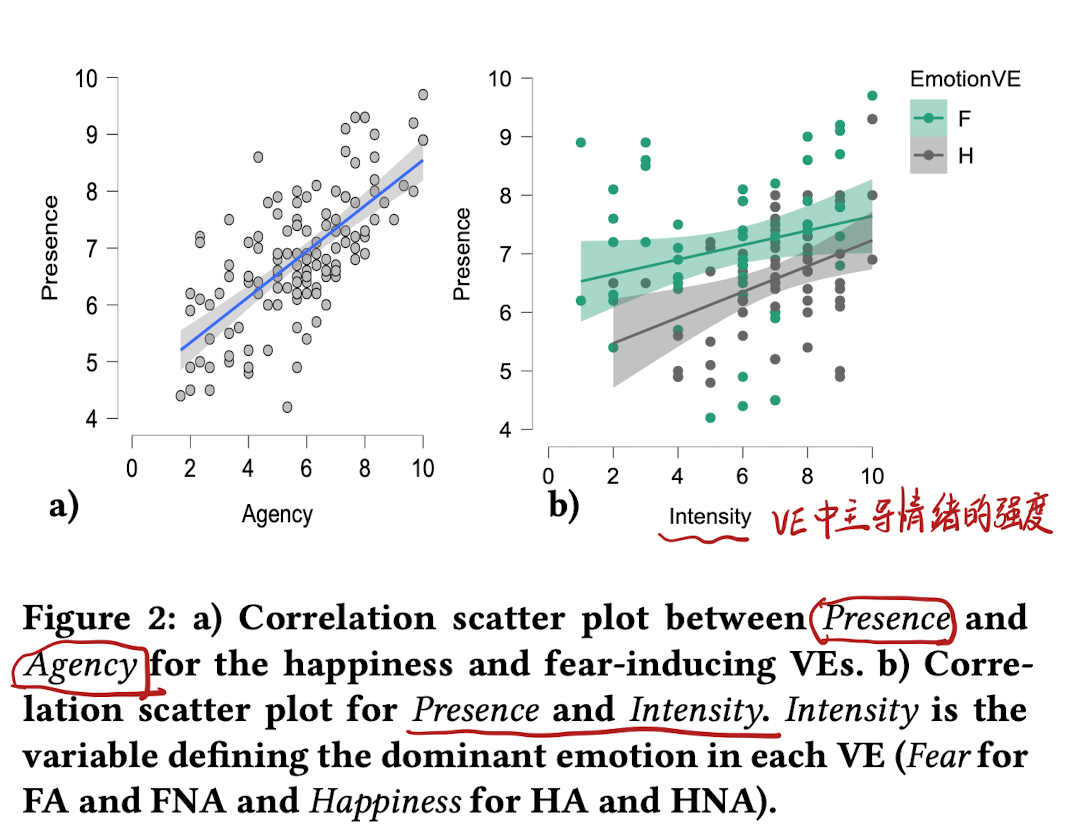 10
9
8
7
6
5
4
Presence
0 2 4 6 8 10
a)
Agency
10
9
8
7
6
5
4
Presence
0 2 4 6 8 10
b)
Intensity
VE中主导情绪的强度
EmotionVE
F
H
Figure 2: a) Correlation scatter plot between Presence and
Agency for the happiness and fear-inducing VEs. b) Corre-
lation scatter plot for Presence and Intensity. Intensity is the
variable defining the dominant emotion in each VE (Fear for
FA and FNA and Happiness for HA and HNA).